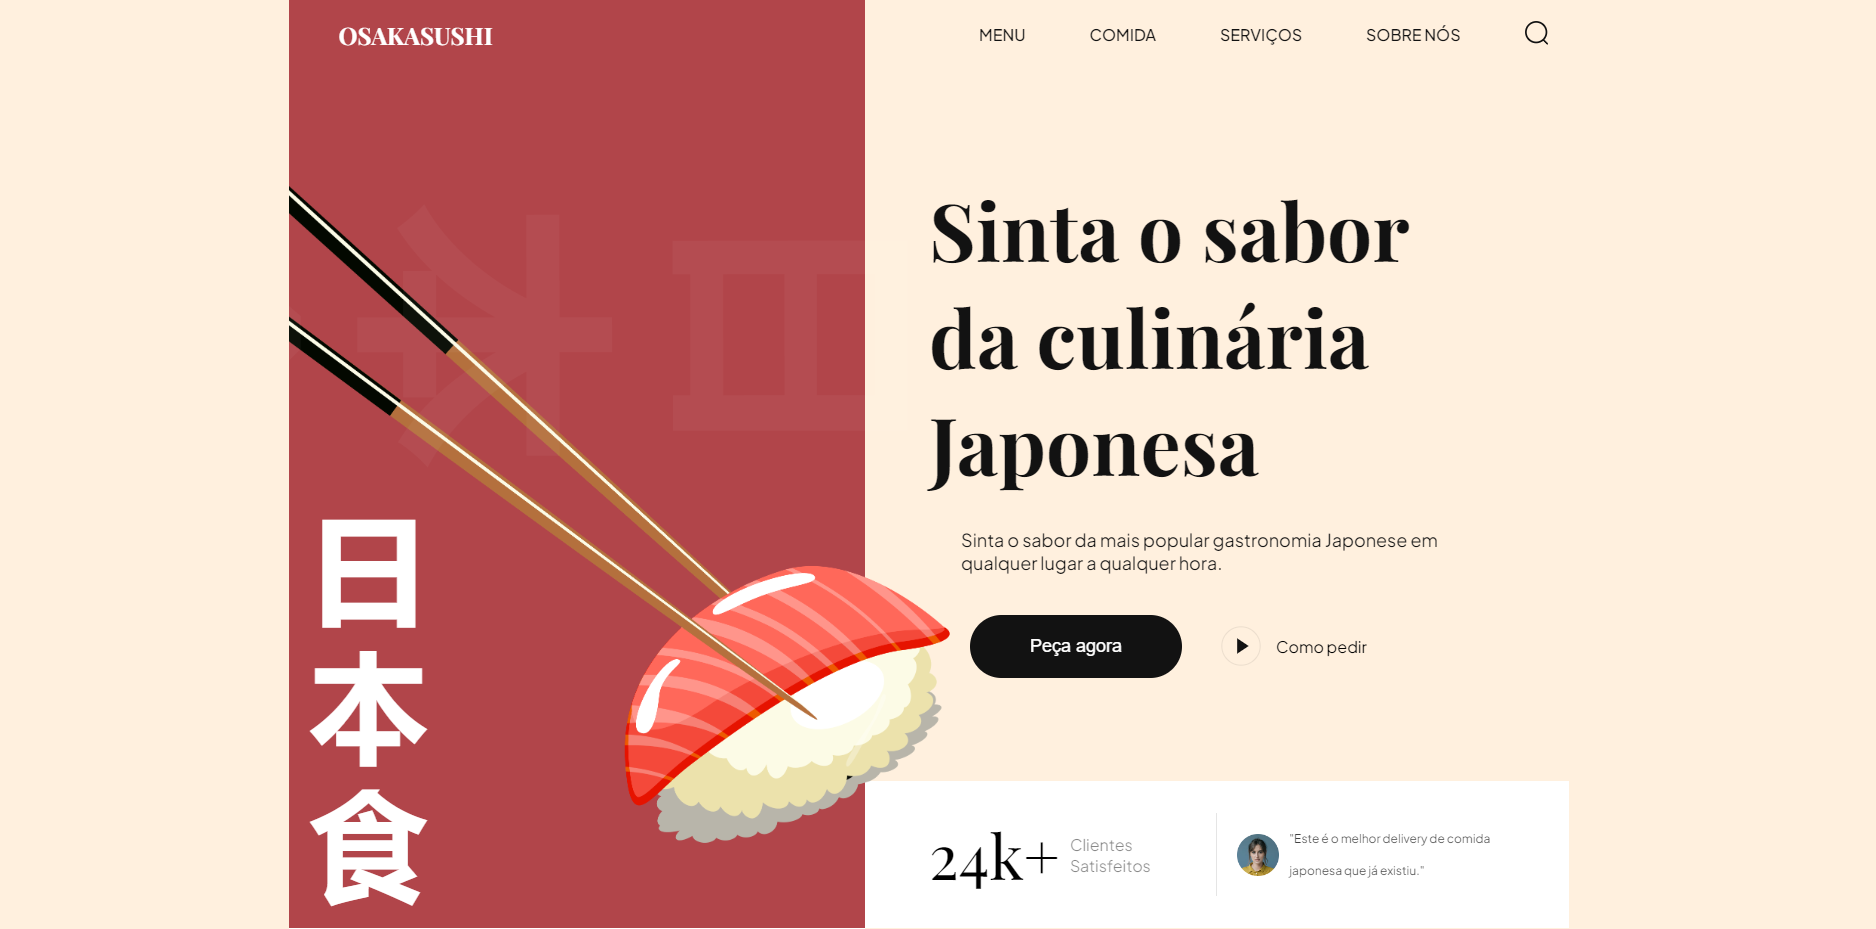 OSAKASUSHI
MENU
COMIDA
SERVIÇOS
SOBRE NÓS
Sinta o sabor
da culinária
Japonesa
日
本
食
Sinta o sabor da mais popular gastronomia Japonese em
qualquer lugar a qualquer hora.
Peça agora
Como pedir
24k+
Clientes
Satisfeitos
"Este é o melhor delivery de comida
japonesa que já existiu."